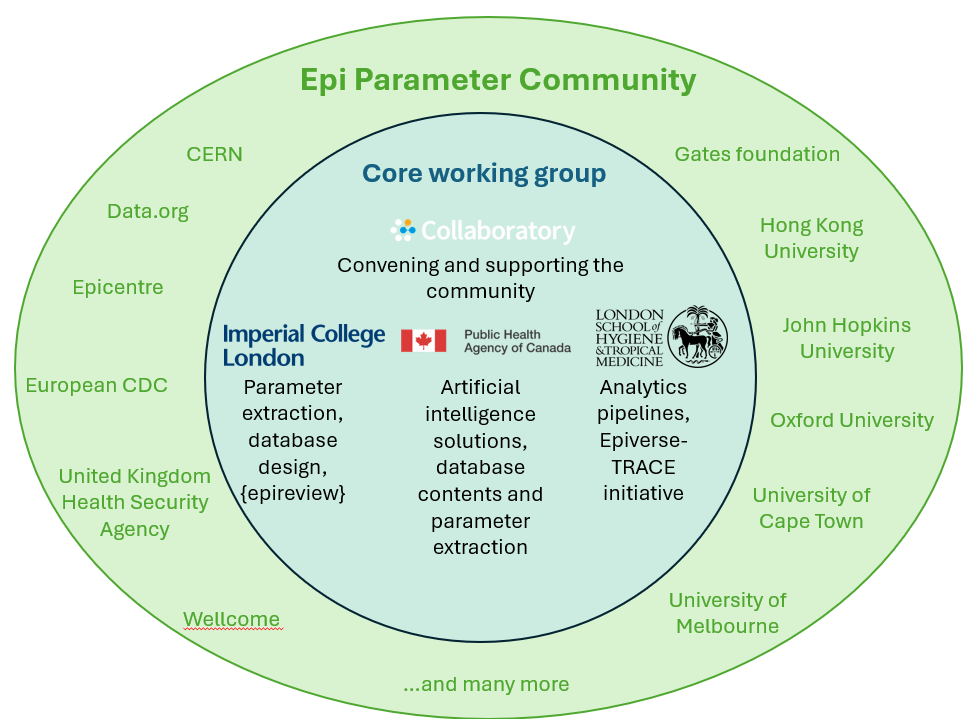 Epi Parameter Community
CERN
Data.org
Epicentre
European CDC
United Kingdom
Health Security
Agency
Wellcome
Core working group
Collaboratory
Convening and supporting the
community
Imperial College
London
Parameter
extraction,
database
design,
{epireview}
Public Health
Agency of Canada
Artificial
intelligence
solutions,
database
contents and
parameter
extraction
LONDON
SCHOOL of
HYGIENE
& TROPICAL
MEDICINE
Analytics
pipelines,
Epiverse-
TRACE
initiative
Gates foundation
Hong Kong
University
John Hopkins
University
Oxford University
University of
Cape Town
University of
Melbourne
...and many more